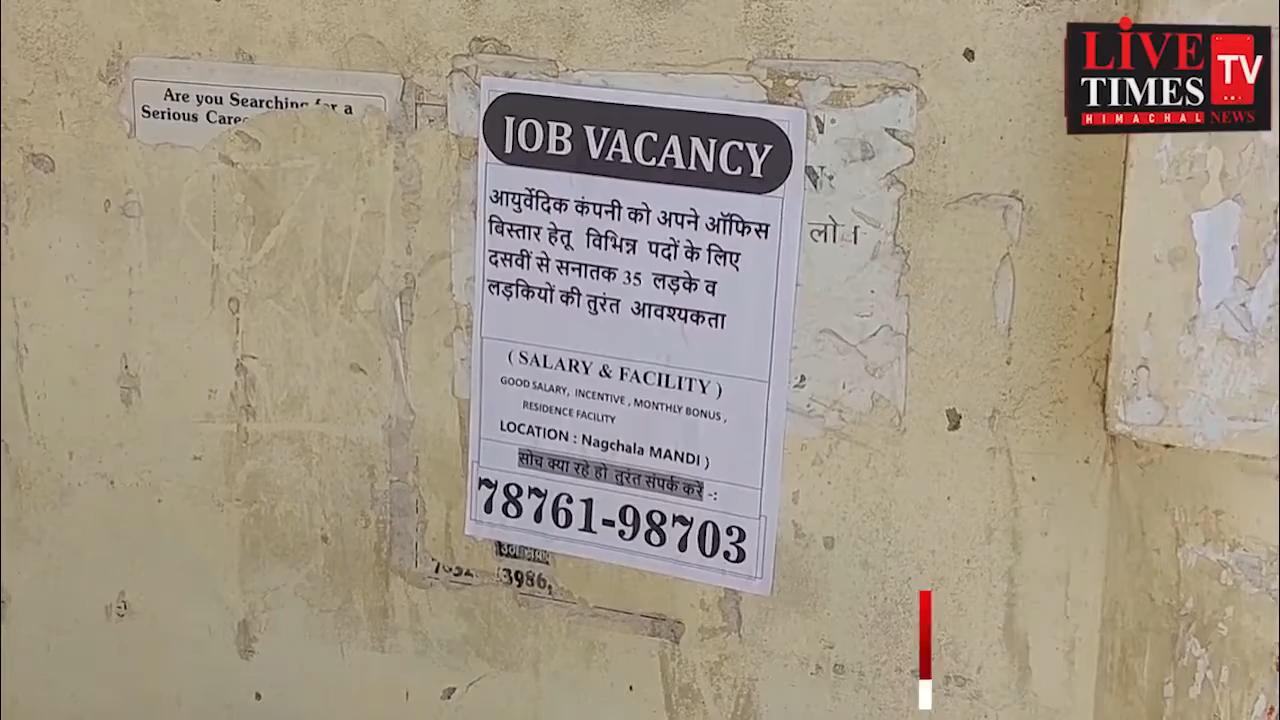 LiVE
TIMES
TV
HIMACHAL NEWS
Are you Searching for a
Serious
JOB VACANCY
आयुर्वेदिक कंपनी को अपने ऑफिस
बिस्तार हेतू विभिन्न पदों के लिए
दसवीं से सनातक 35 लड़के व
लड़कियों की तुरंत आवश्यकता
( SALARY & FACILITY )
GOOD SALARY, INCENTIVE , MONTHLY BONUS ,
RESIDENCE FACILITY
LOCATION : Nagchala MANDI )
सोच क्या रहे हो तुरंत संपर्क करें -:
78761-98703
3986,